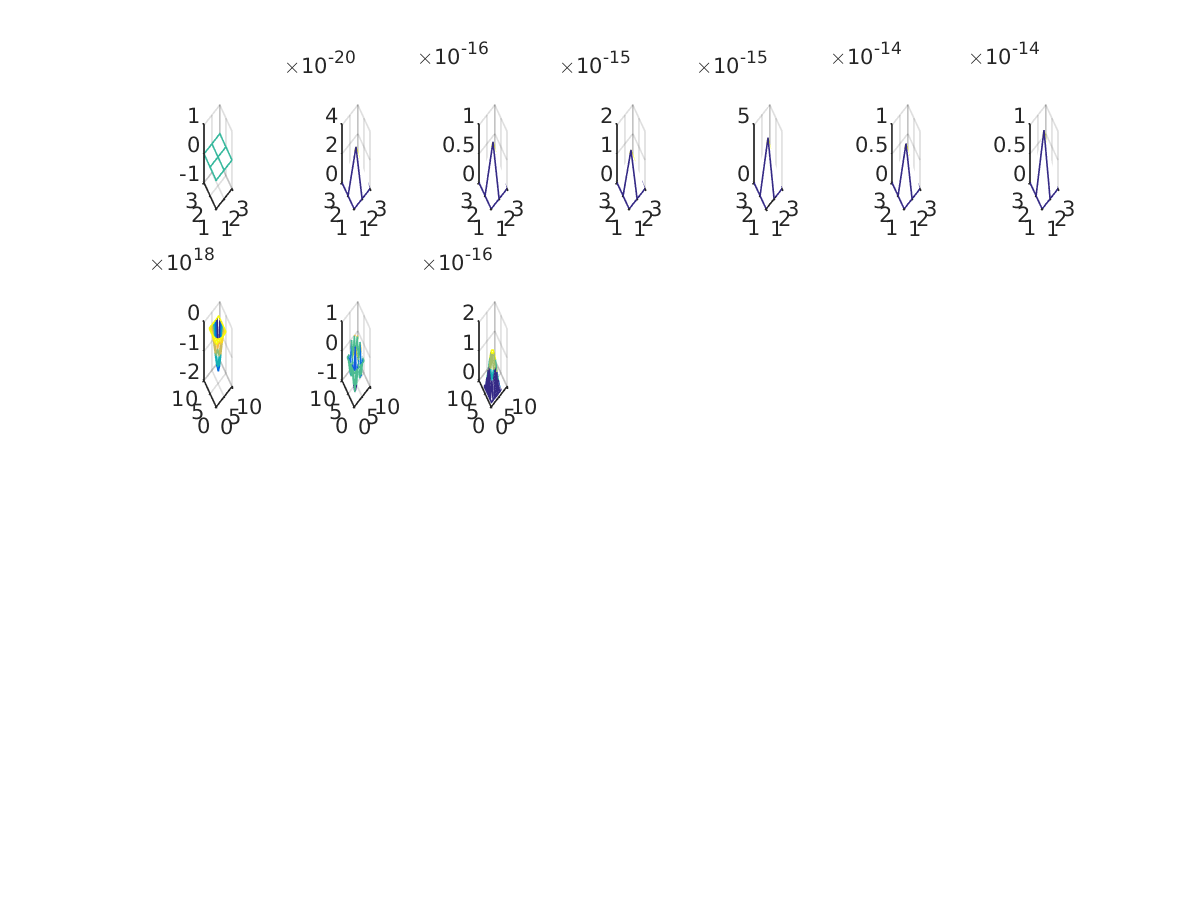 ×10-20 ×10-16 ×10-15 ×10-15 ×10-14 ×10-14
1 4 1 2 5 1 1
0 2 0.5 1 0.5 0.5
-1 0 0 0 0 0 0
3 3 3 3 3 3 3 3 3 3 3 3 3 3
2 2 2 2 2 2 2 2 2 2 2 2 2 2
1 1 1 1 1 1 1 1 1 1 1 1 1 1
×1018 ×10-16
0 1 2
-1 0 1
-2 -1 0
10 10 10 10 10 10
5 5 5 5 5 5
0 0 0 0 0 0